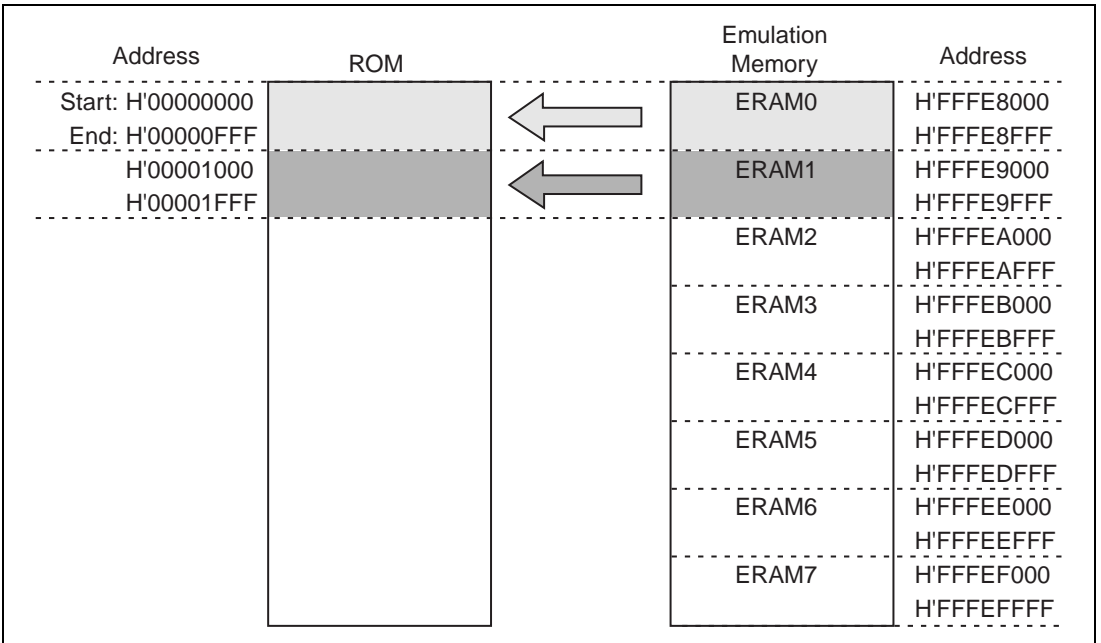 Address ROM Emulation Memory Address
Start: H'00000000 ERAM0 H'FFFE8000
End: H'00000FFF H'FFFE8FFF
H'00001000 ERAM1 H'FFFE9000
H'00001FFF H'FFFE9FFF
ERAM2 H'FFFEA000
H'FFFEAFFF
ERAM3 H'FFFEB000
H'FFFEBFFF
ERAM4 H'FFFEC000
H'FFFECFFF
ERAM5 H'FFFED000
H'FFFEDFFF
ERAM6 H'FFFEE000
H'FFFEEFFF
ERAM7 H'FFFEF000
H'FFFEFFFF